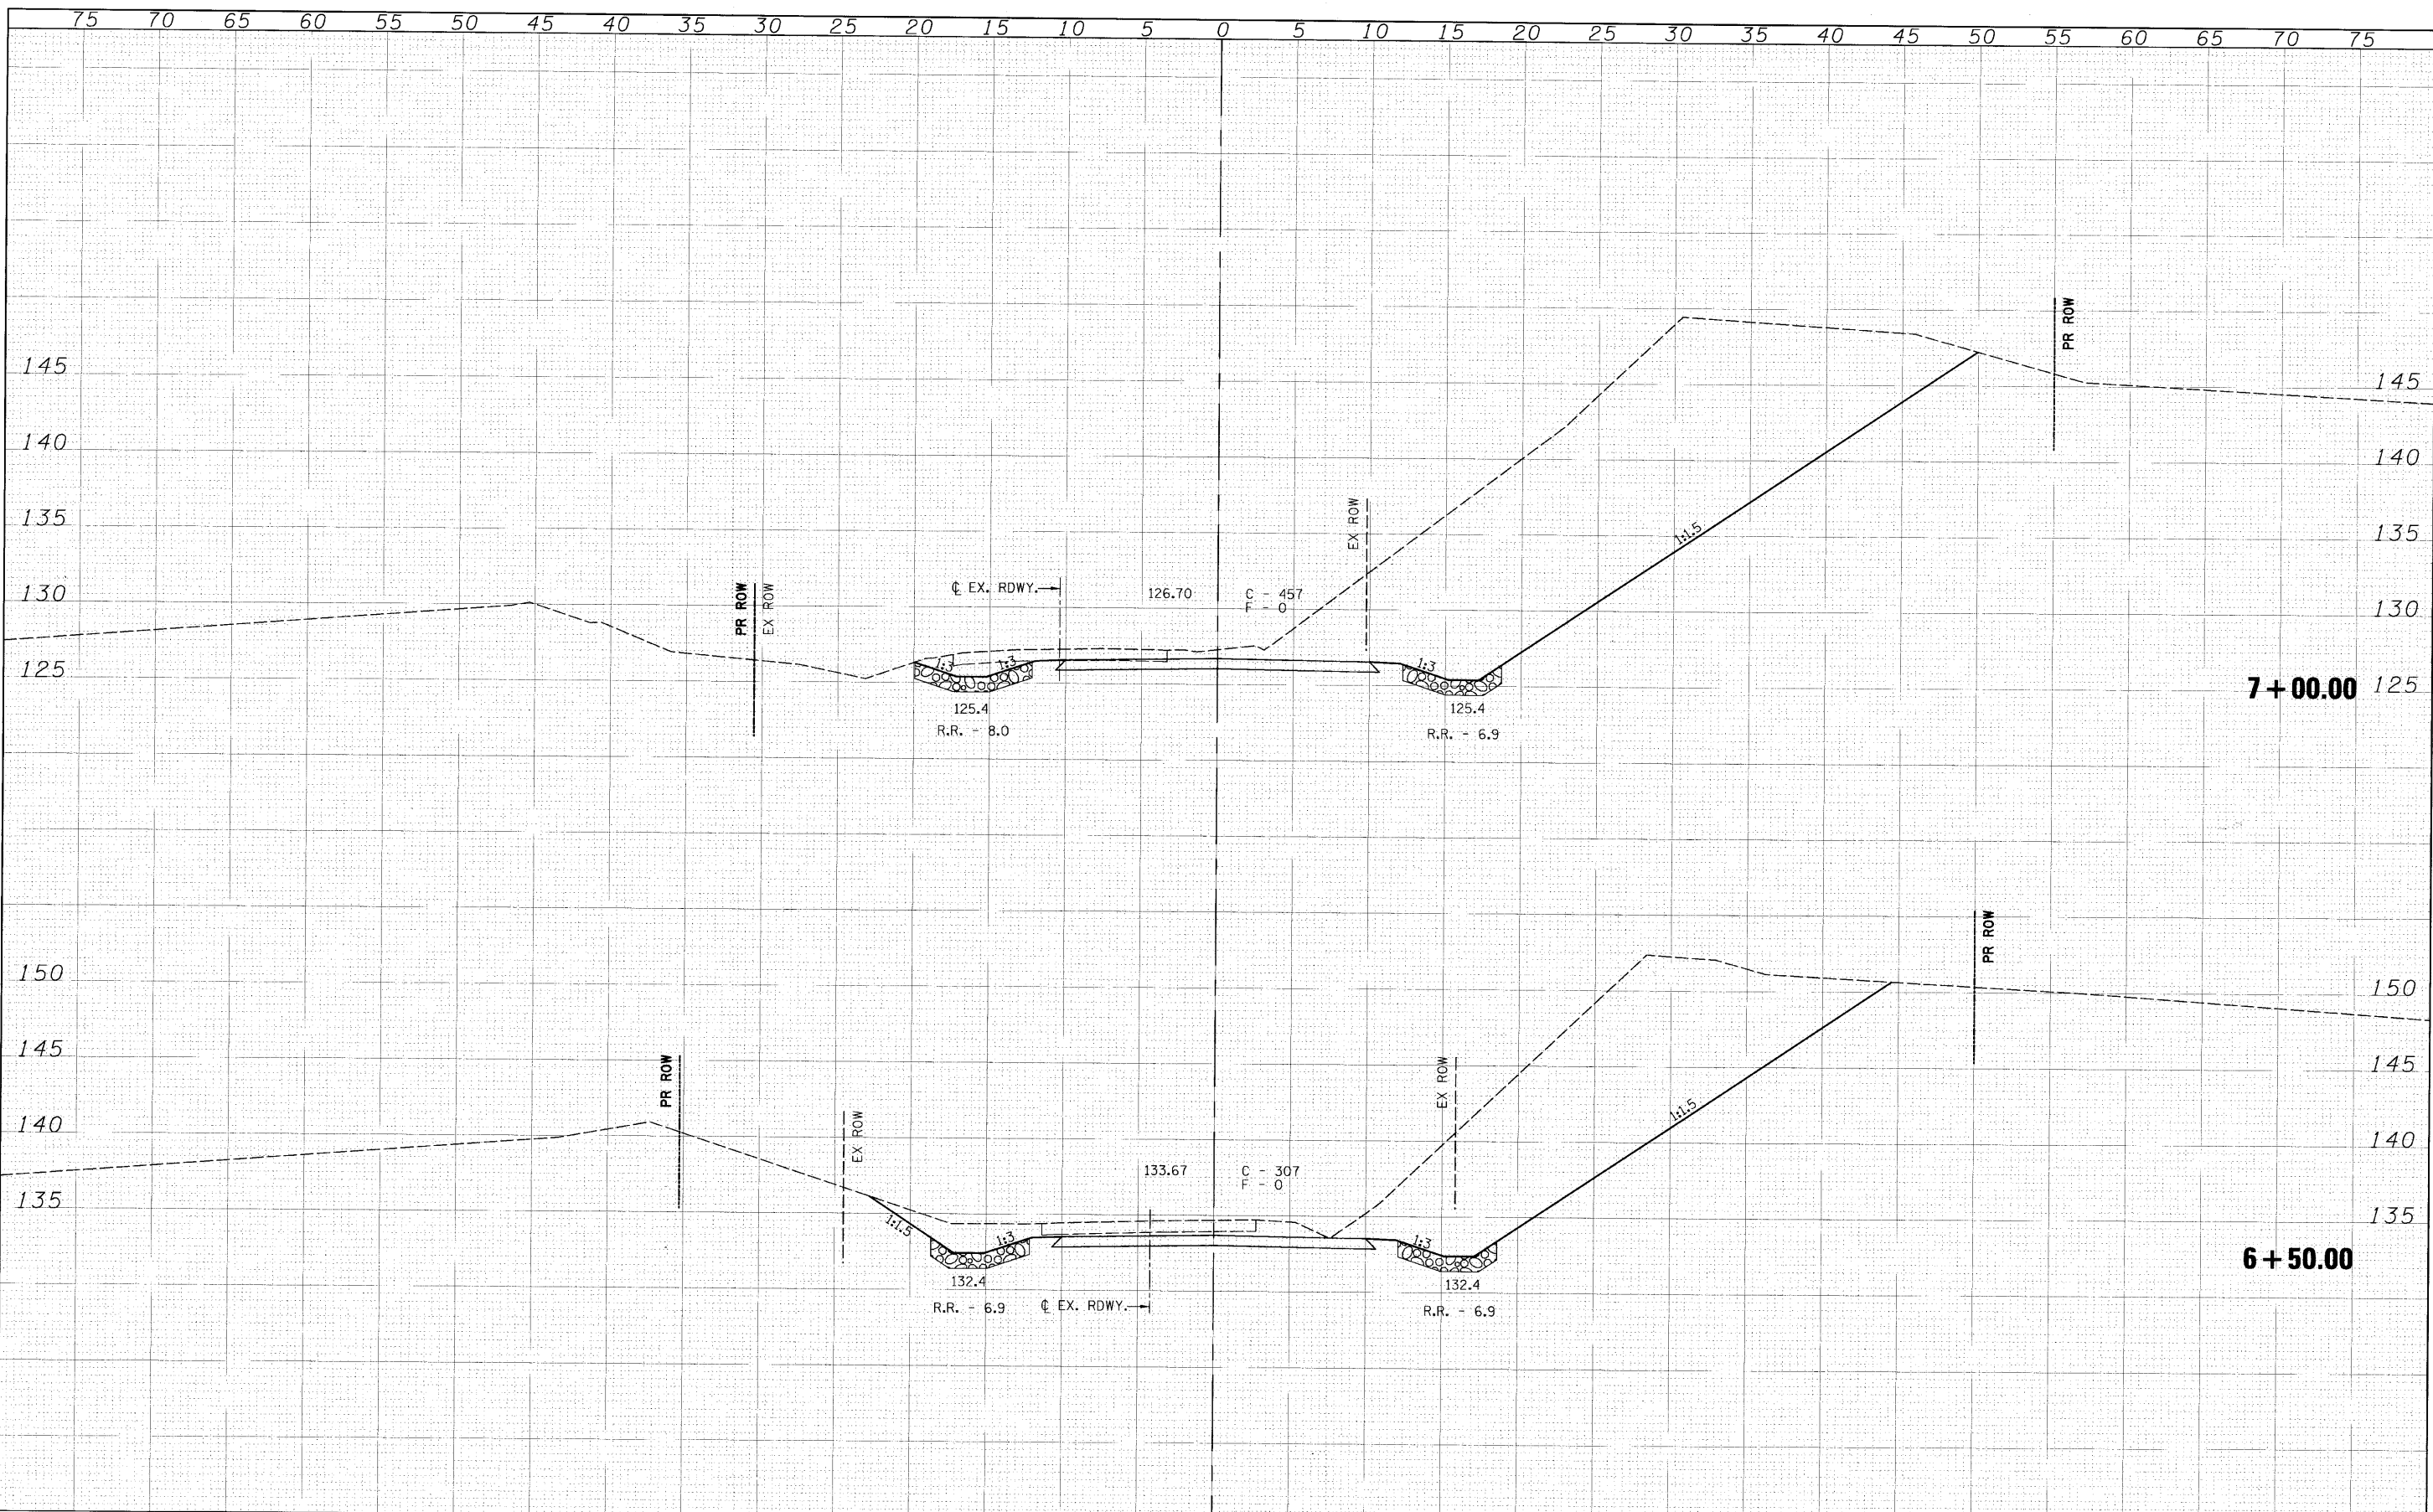 75 70 65 60 55 50 45 40 35 30 25 20 15 10 5 0 5 10 15 20 25 30 35 40 45 50 55 60 65 70 75
PR ROW
145
145
140
140
EX ROW
1:1.5
135
135
PR ROW
EX ROW
℄ EX. RDWY.
126.70
C - 457
F - 0
130
130
1:3
1:3
1:3
125
7+00.00
125
125.4
125.4
R.R. - 8.0
R.R. - 6.9
PR ROW
150
150
PR ROW
EX ROW
145
145
1:1.5
EX ROW
140
140
133.67
C - 307
F - 0
135
135
1:1.5
1:3
1:3
6+50.00
132.4
132.4
R.R. - 6.9
℄ EX. RDWY.
R.R. - 6.9